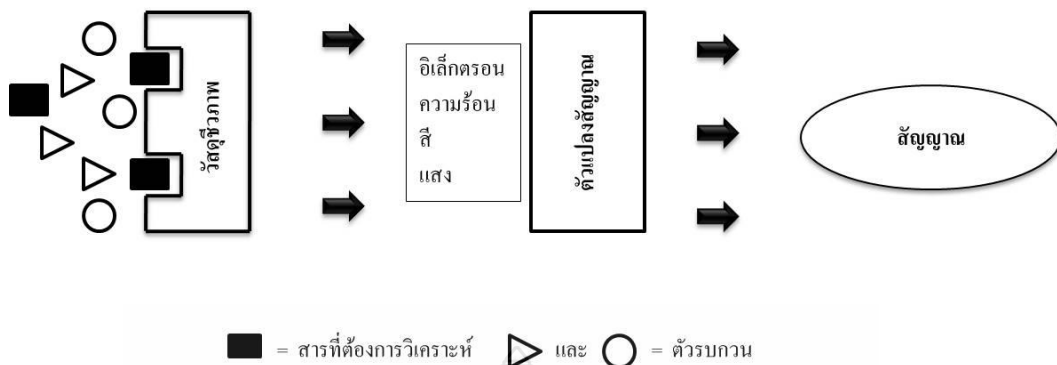 วัสดุชีวภาพ
อิเล็กตรอน
ความร้อน
สี
แสง
ตัวแปลงสัญญาณ
สัญญาณ
= สารที่ต้องการวิเคราะห์ และ = ตัวรบกวน